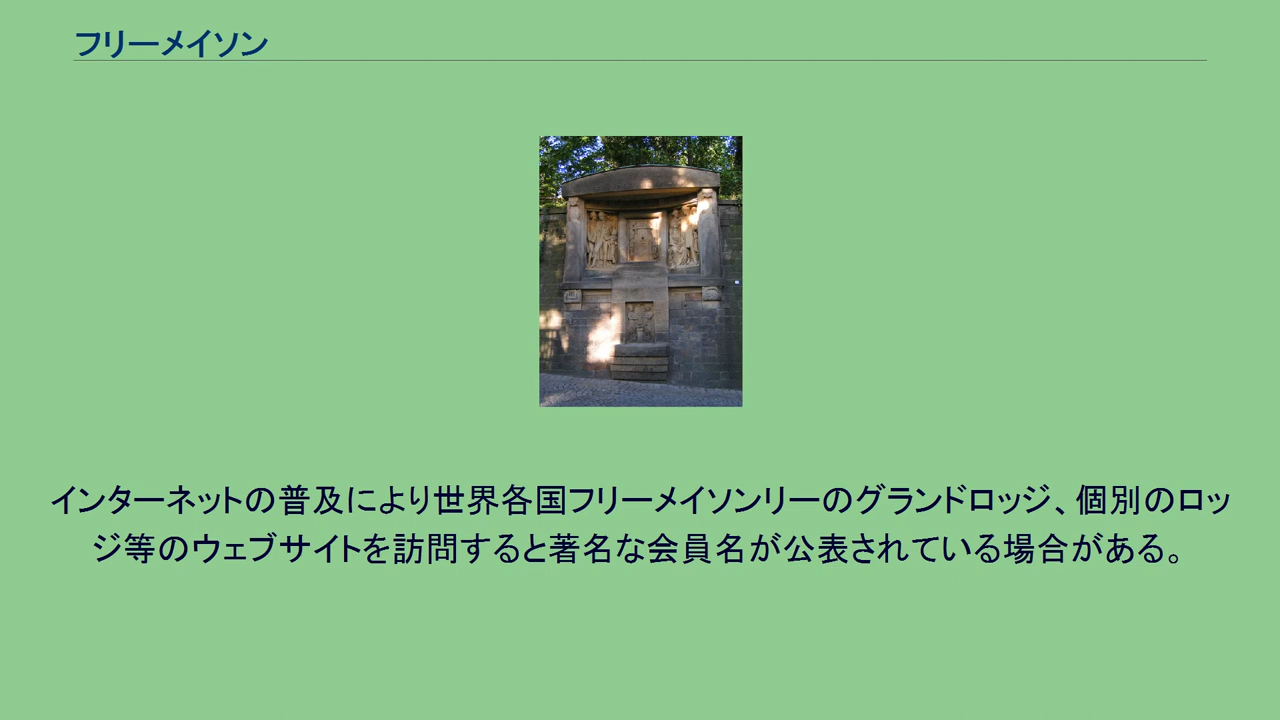 フリーメイソン
インターネットの普及により世界各国フリーメイソンリーのグランドロッジ、個別のロッ
ジ等のウェブサイトを訪問すると著名な会員名が公表されている場合がある。